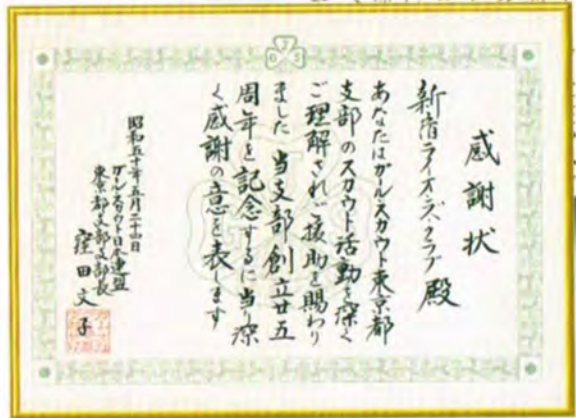 感謝状
新宿ライオンズクラブ殿
あなたはガールスカウト東京都
支部のスカウト活動を深く
ご理解されご援助を賜わり
ました 当支部創立廿五
周年を記念するに当り深
く感謝の意を表します
昭和五十年五月二十四日
ガールスカウト日本連盟
東京都支部支部長
窪田文子